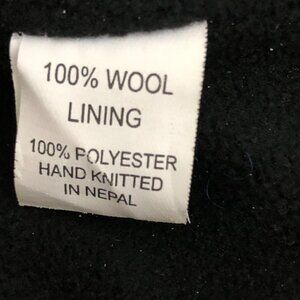 100% WOOL
LINING
100% POLYESTER
HAND KNITTED
IN NEPAL